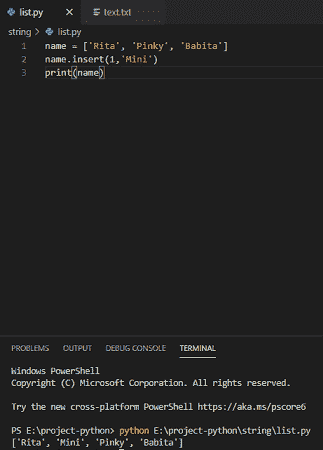 list.py
text.txt
string > list.py
1 name = ['Rita', 'Pinky', 'Babita']
2 name.insert(1,'Mini')
3 print(name)
PROBLEMS OUTPUT DEBUG CONSOLE TERMINAL
Windows PowerShell
Copyright (C) Microsoft Corporation. All rights reserved.
Try the new cross-platform PowerShell https://aka.ms/pscore6
PS E:\project-python> python E:\project-python\string\list.py
['Rita', 'Mini', 'Pinky', 'Babita']